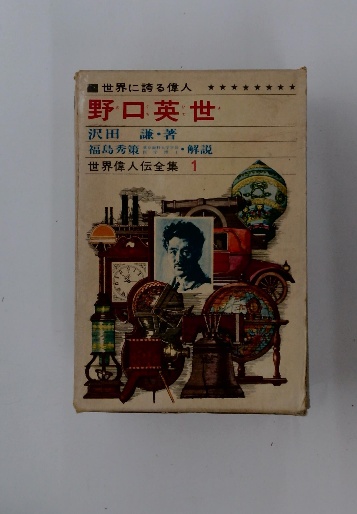 世界に誇る偉人 ★★★★★★★★
野口英世
沢田 謙・著
福島秀策・解説
世界偉人伝全集 1